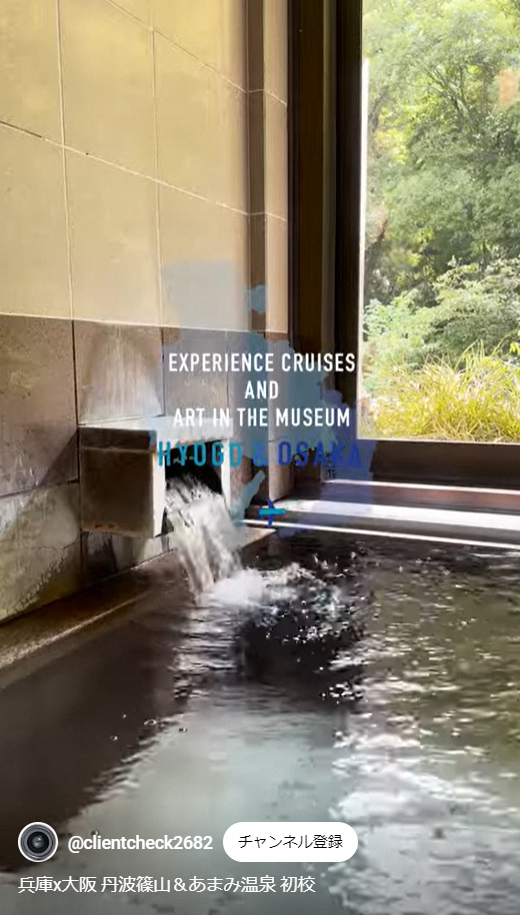 EXPERIENCE CRUISES
AND
ART IN THE MUSEUM
HYOGO & OSAKA
@clientcheck2682
チャンネル登録
兵庫x大阪 丹波篠山＆あまみ温泉 初校